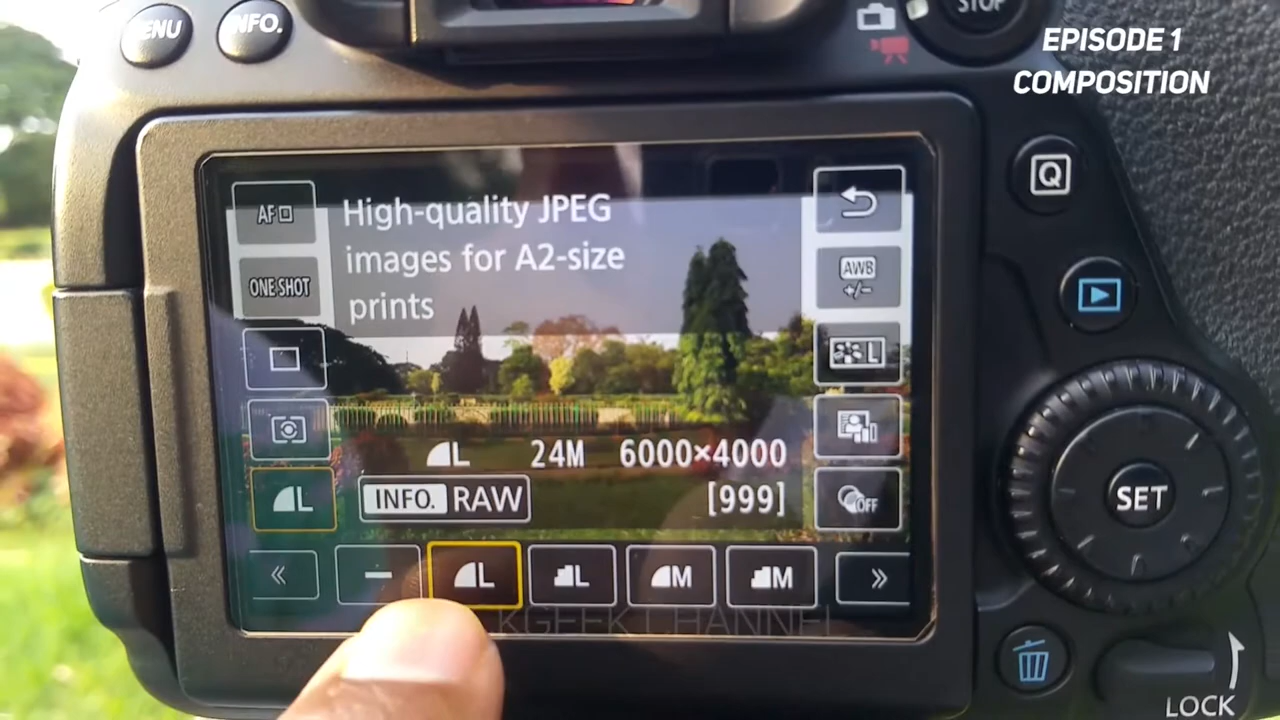 MENU
INFO.
STOP
EPISODE 1
COMPOSITION
Q
AF
High-quality JPEG
images for A2-size
prints
AWB
+/-
ONE SHOT
L
L 24M 6000×4000
INFO. RAW [999]
L
OFF
SET
« – L L M M »
KGEEK CHANNEL
LOCK